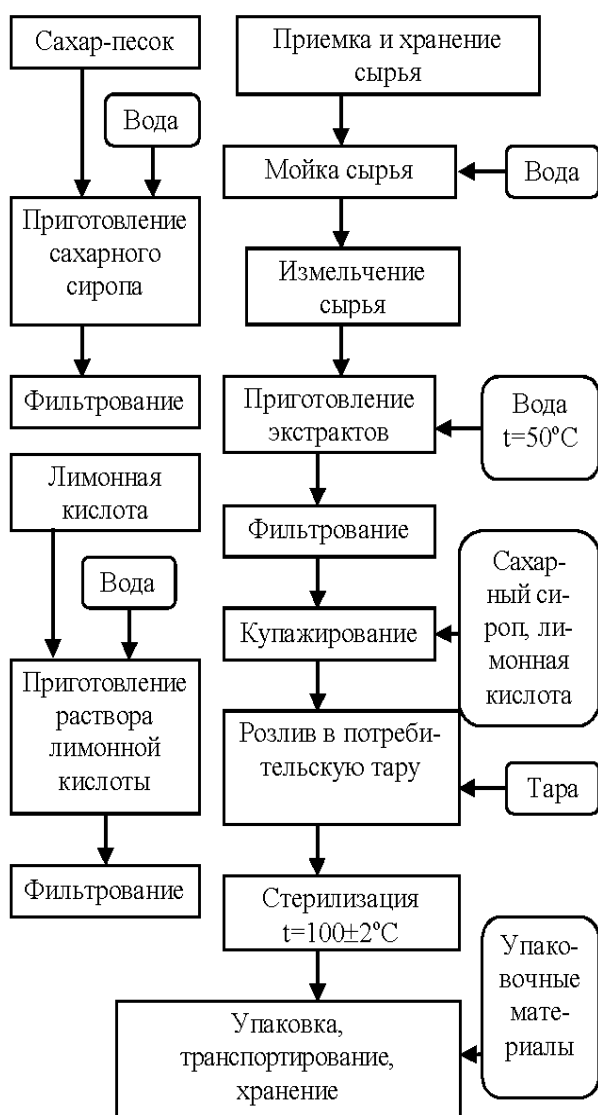 Сахар-песок
Вода
Приготовление
сахарного
сиропа
Фильтрование
Лимонная
кислота
Вода
Приготовление
раствора
лимонной
кислоты
Фильтрование
Приемка и хранение
сырья
Мойка сырья
Вода
Измельчение
сырья
Приготовление
экстрактов
Вода
t=50°C
Фильтрование
Купажирование
Сахар-
ный си-
роп, ли-
монная
кислота
Розлив в потреби-
тельскую тару
Тара
Стерилизация
t=100±2°C
Упаковка,
транспортирование,
хранение
Упако-
вочные
мате-
риалы